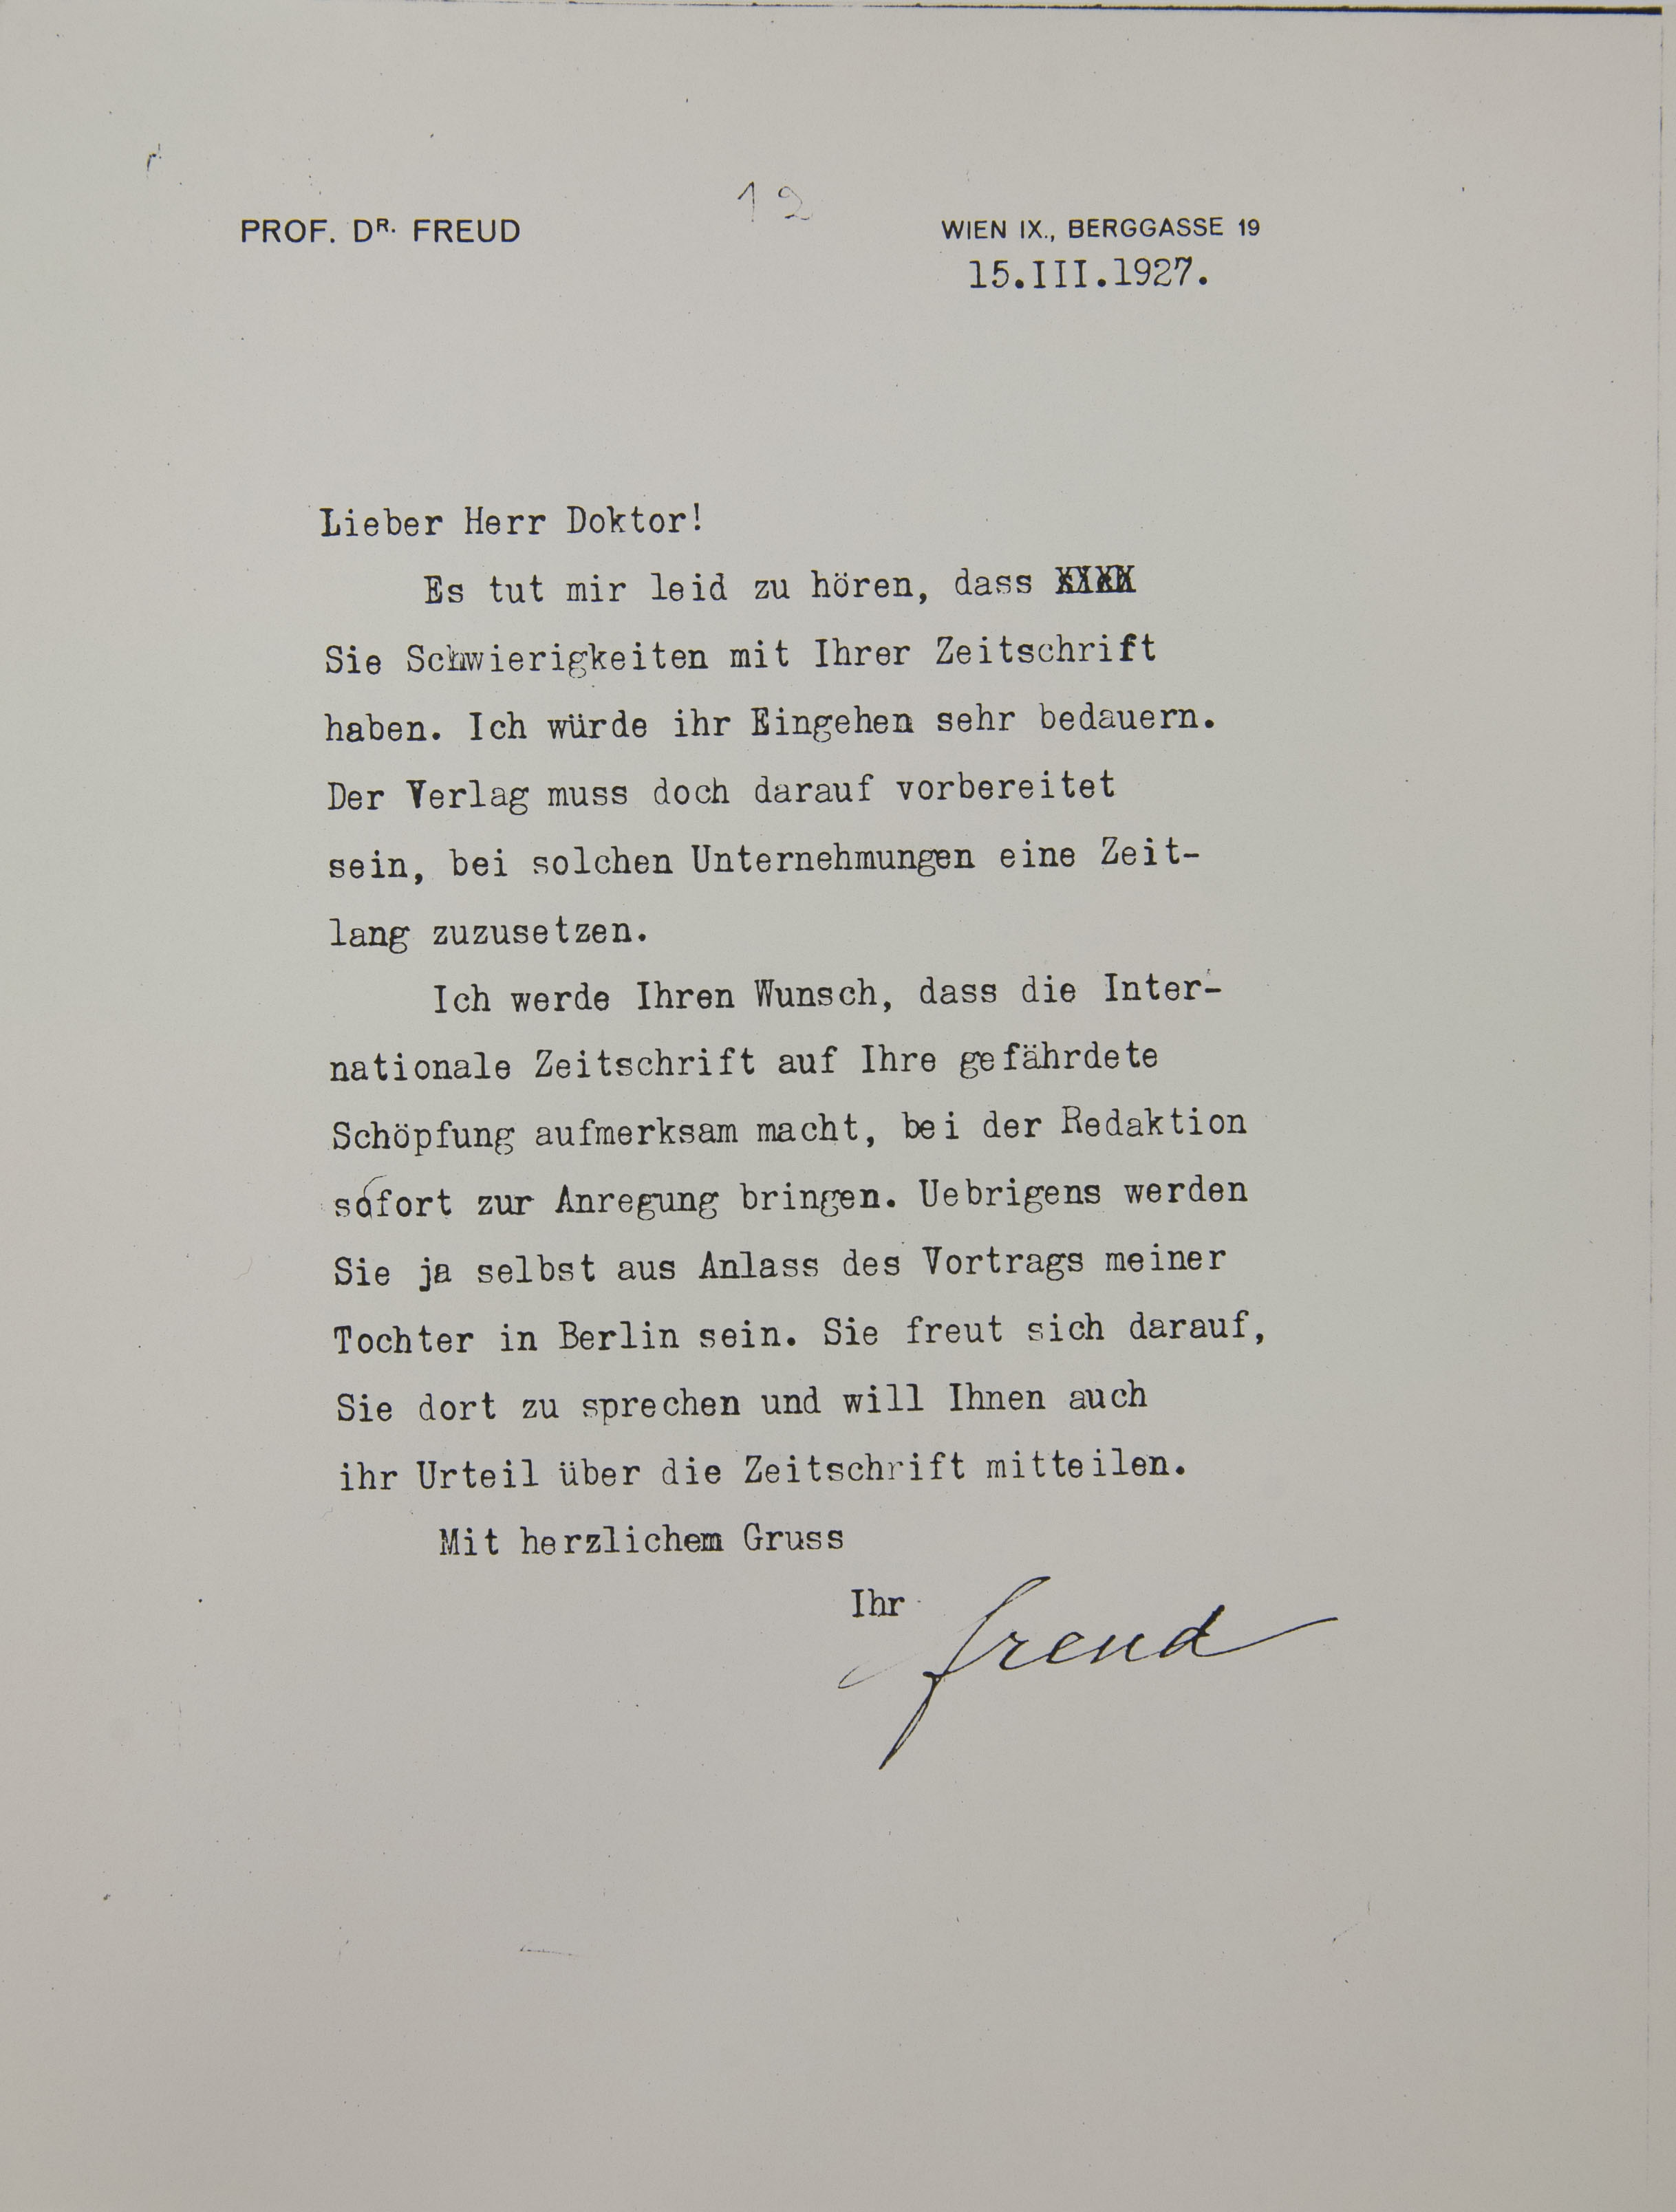 12
PROF. DR. FREUD
WIEN IX., BERGGASSE 19
15.III.1927.
Lieber Herr Doktor!
Es tut mir leid zu hören, dass
Sie Schwierigkeiten mit Ihrer Zeitschrift
haben. Ich würde ihr Eingehen sehr bedauern.
Der Verlag muss doch darauf vorbereitet
sein, bei solchen Unternehmungen eine Zeit-
lang zuzusetzen.
Ich werde Ihren Wunsch, dass die Inter-
nationale Zeitschrift auf Ihre gefährdete
Schöpfung aufmerksam macht, bei der Redaktion
sofort zur Anregung bringen. Uebrigens werden
Sie ja selbst aus Anlass des Vortrags meiner
Tochter in Berlin sein. Sie freut sich darauf,
Sie dort zu sprechen und will Ihnen auch
ihr Urteil über die Zeitschrift mitteilen.
Mit herzlichem Gruss
Ihr
Freud